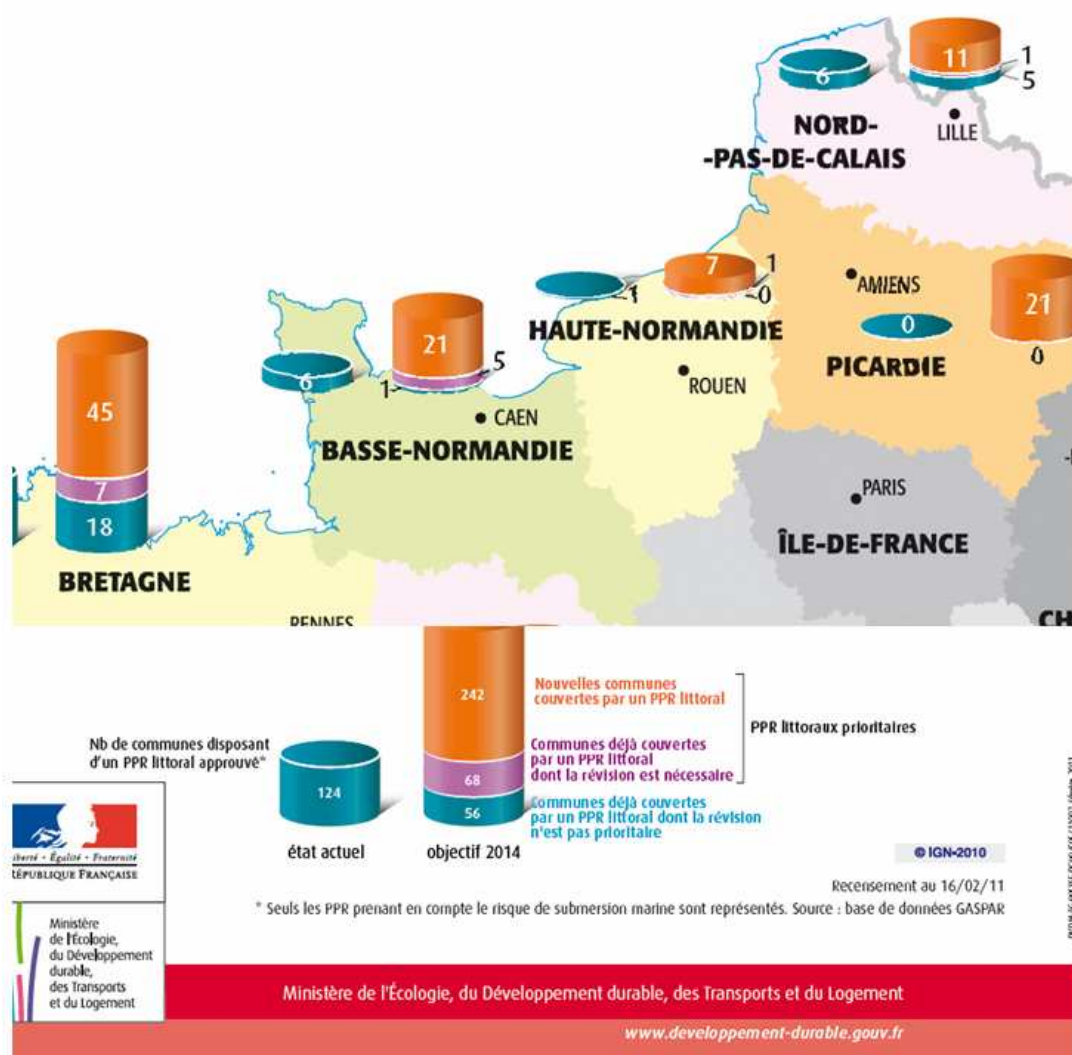 11
1
5
6
NORD-
-PAS-DE-CALAIS
LILLE
7
1
0
1
HAUTE-NORMANDIE
ROUEN
AMIENS
0
PICARDIE
21
0
21
5
1
6
CAEN
BASSE-NORMANDIE
45
7
18
BRETAGNE
PARIS
ÎLE-DE-FRANCE
RENNES
CH
242
Nouvelles communes
couvertes par un PPR littoral
PPR littoraux prioritaires
Communes déjà couvertes
par un PPR littoral
dont la révision est nécessaire
68
Nb de communes disposant
d'un PPR littoral approuvé*
124
56
Communes déjà couvertes
par un PPR littoral dont la révision
n'est pas prioritaire
état actuel
objectif 2014
© IGN-2010
Recensement au 16/02/11
* Seuls les PPR prenant en compte le risque de submersion marine sont représentés. Source : base de données GASPAR
iberté • Égalité • Fraternité
RÉPUBLIQUE FRANÇAISE
Ministère
de l'Écologie,
du Développement
durable,
des Transports
et du Logement
Ministère de l'Écologie, du Développement durable, des Transports et du Logement
www.developpement-durable.gouv.fr